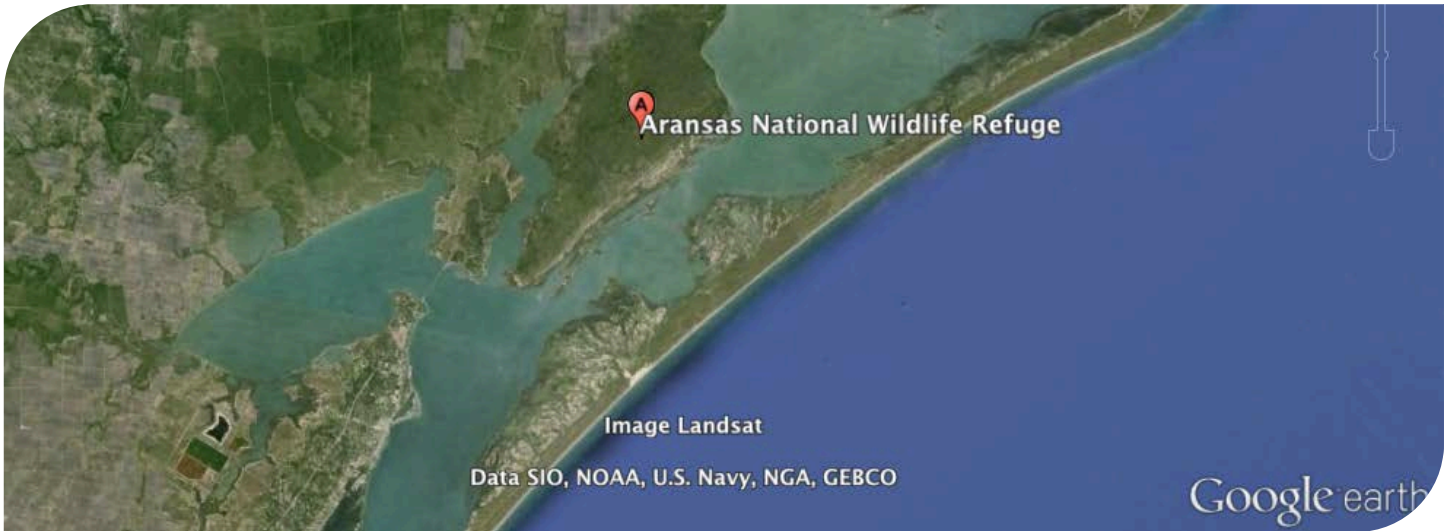 A
Aransas National Wildlife Refuge
Image Landsat
Data SIO, NOAA, U.S. Navy, NGA, GEBCO
Google earth